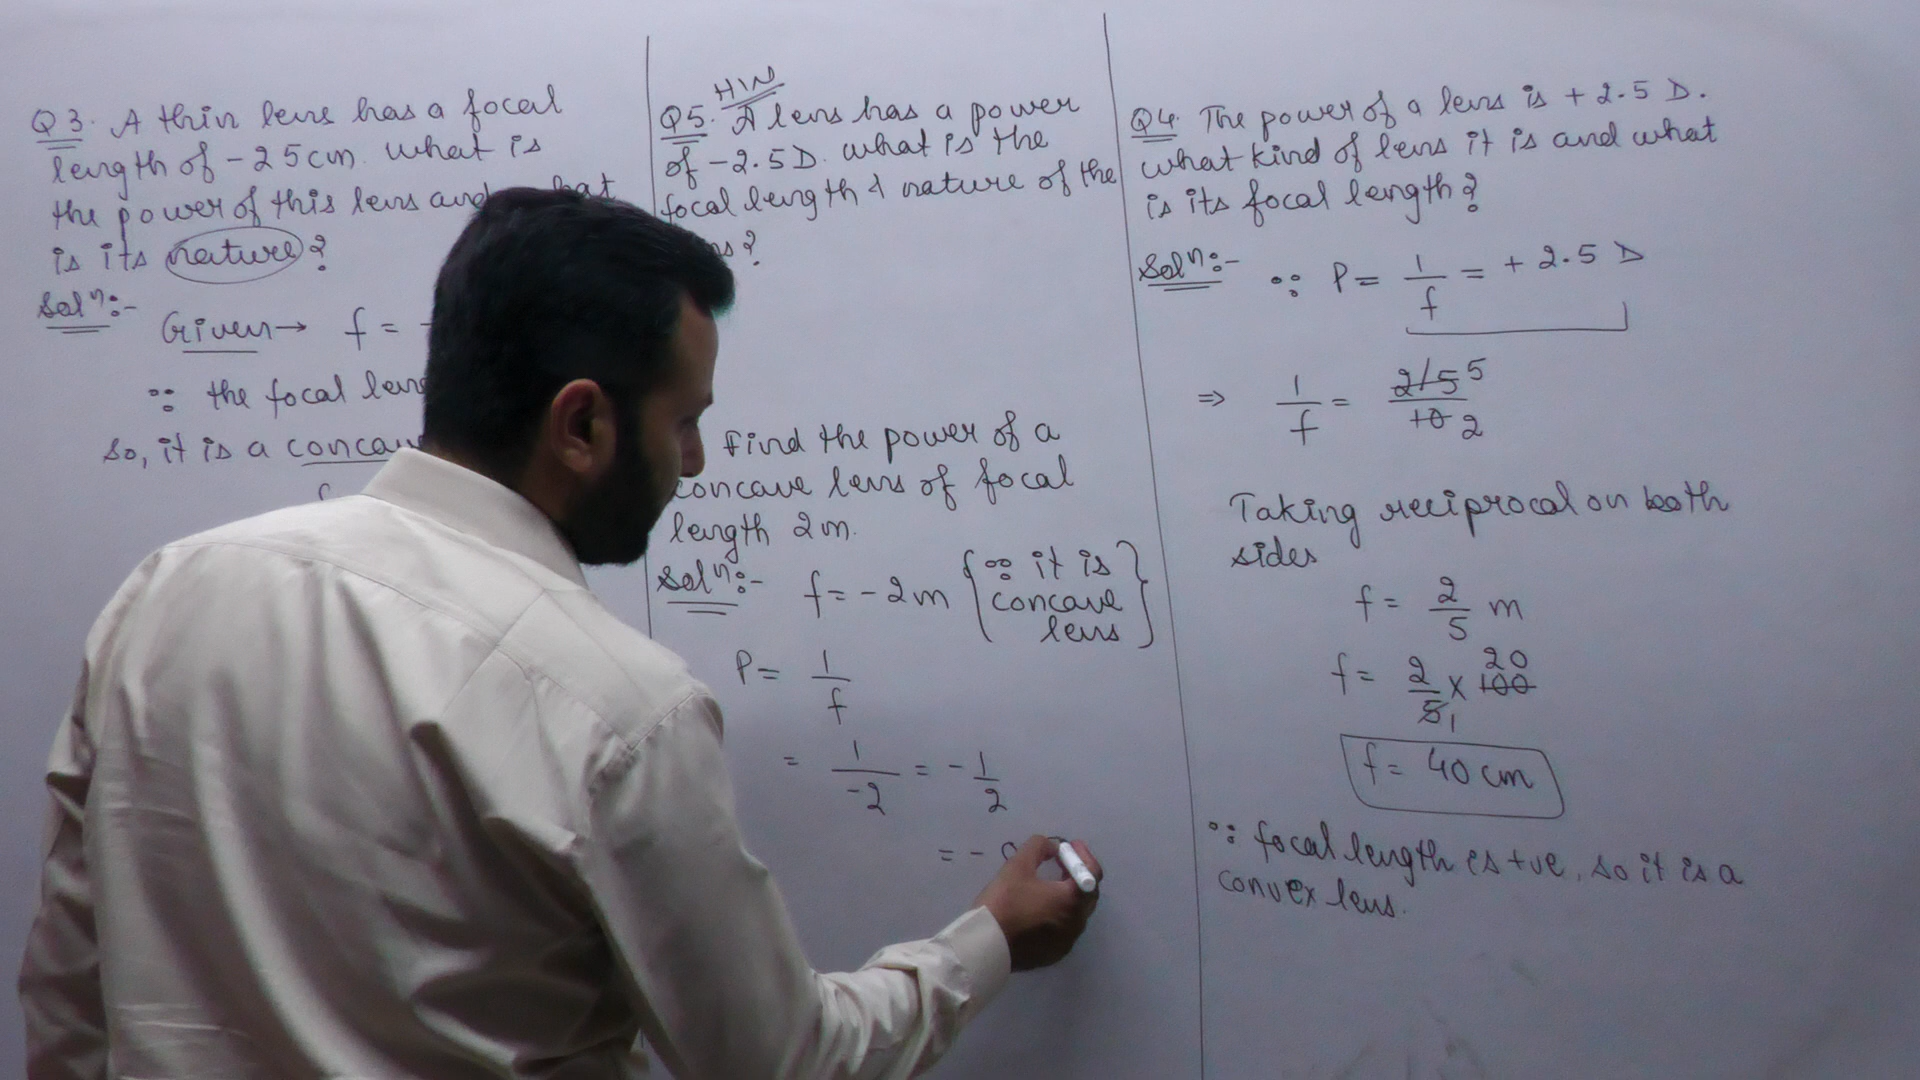 Q3. A thin lens has a focal
length of -25cm. what is
the power of this lens and
is its nature?
Solⁿ:-
Given→ f = -
∵ the focal
so, it is a
HIW
Q5. A lens has a power
of -2.5D. what is the
focal length & nature of the
?
Find the power of a
concave lens of focal
length 2m.
Solⁿ:- f = -2m {∵ it is
concave
lens}
P = 1/f
= 1/-2 = -1/2
= -
Q4. The power of a lens is +2.5 D.
what kind of lens it is and what
is its focal length?
Solⁿ:- ∵ P = 1/f = +2.5 D
⇒ 1/f = 25 5/10 2
Taking reciprocal on both
sides
f = 2/5 m
f = 2/5 1 × 100 20
f = 40 cm
∵ focal length is +ve, so it is a
convex lens.